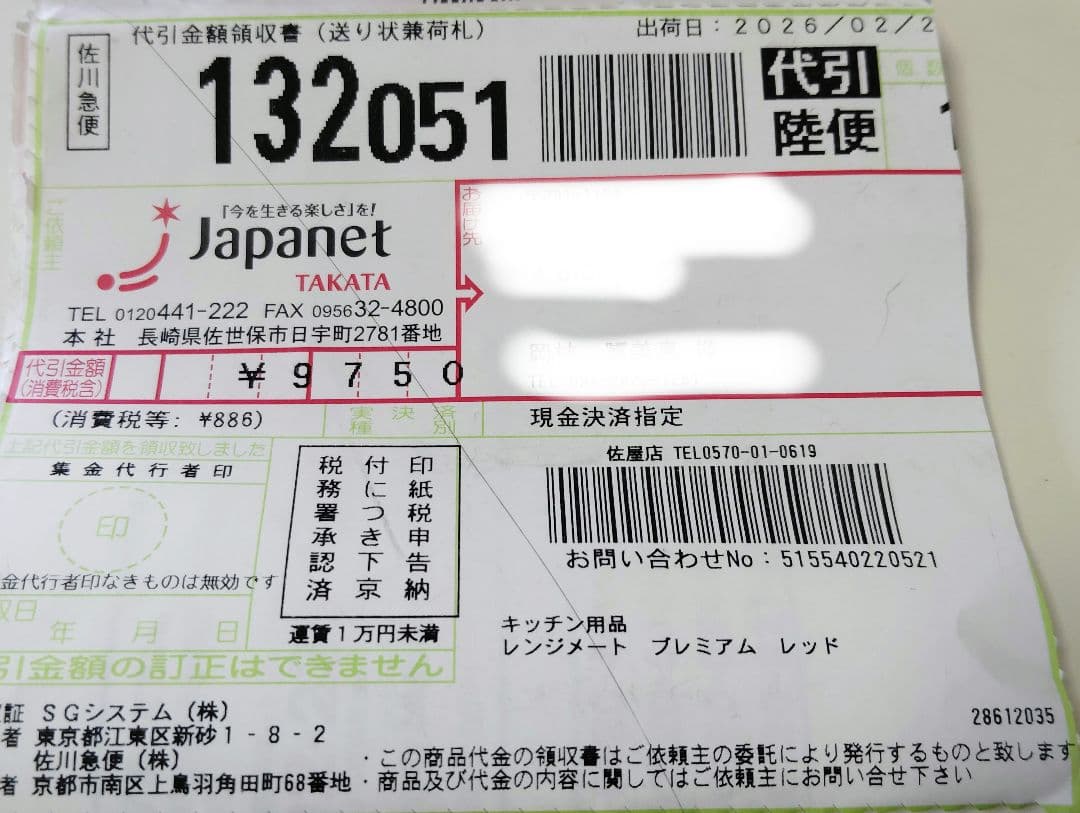 代引金額領収書（送り状兼荷札）
出荷日：２０２６/０２/２
佐川急便
132051
代引
陸便
個数
ご依頼主
「今を生きる楽しさ」を!
Japanet
TAKATA
TEL 0120441-222 FAX 095632-4800
本社 長崎県佐世保市日宇町2781番地
お届け先
代引金額
(消費税含)
￥9750
(消費税等: ¥886)
現金決済指定
上記代引金額を領収致しました
集金代行者印
印
金代行者印なきものは無効です
年 月 日
引金額の訂正はできません
印紙税申告納
付につき下京
税務署承認済
運賃１万円未満
佐屋店 TEL0570-01-0619
お問い合わせNo：515540220521
キッチン用品
レンジメート プレミアム レッド
28612035
証 ＳＧシステム（株）
者 東京都江東区新砂1-8-2
佐川急便（株）
者 京都市南区上鳥羽角田町68番地
・この商品代金の領収書はご依頼主の委託により発行するものと致します
・商品及び代金の内容に関してはご依頼主にお問い合せ下さい